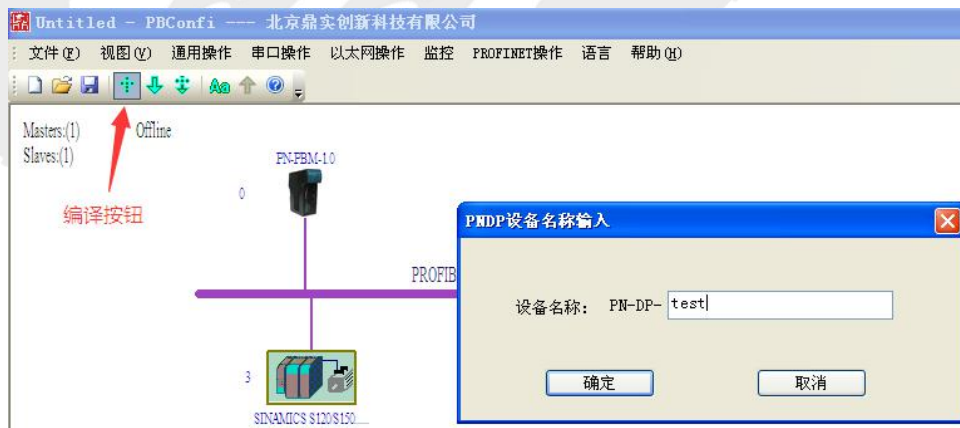 Untitled - PBConfi --- 北京鼎实创新科技有限公司
文件(F) 视图(V) 通用操作 串口操作 以太网操作 监控 PROFINET操作 语言 帮助(H)
Aa
Masters:(1) Offline
Slaves:(1)
PN-PBM-1.0
0
编译按钮
PNDP设备名称输入
PROFIB
设备名称: PN-DP- test
确定 取消
3
SINAMICS S120/S150......